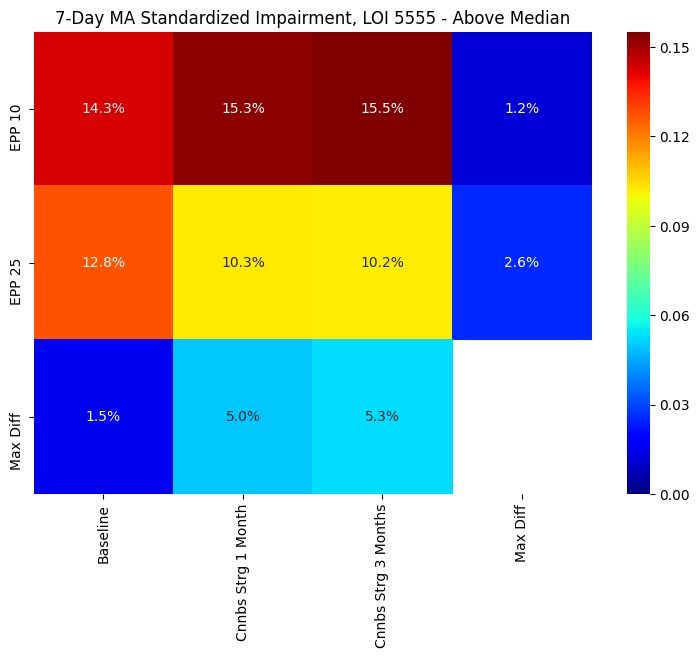 7-Day MA Standardized Impairment, LOI 5555 - Above Median
EPP 10
14.3%
15.3%
15.5%
1.2%
EPP 25
12.8%
10.3%
10.2%
2.6%
Max Diff
1.5%
5.0%
5.3%
Baseline
Cnnbs Strg 1 Month
Cnnbs Strg 3 Months
Max Diff
0.15
0.12
0.09
0.06
0.03
0.00